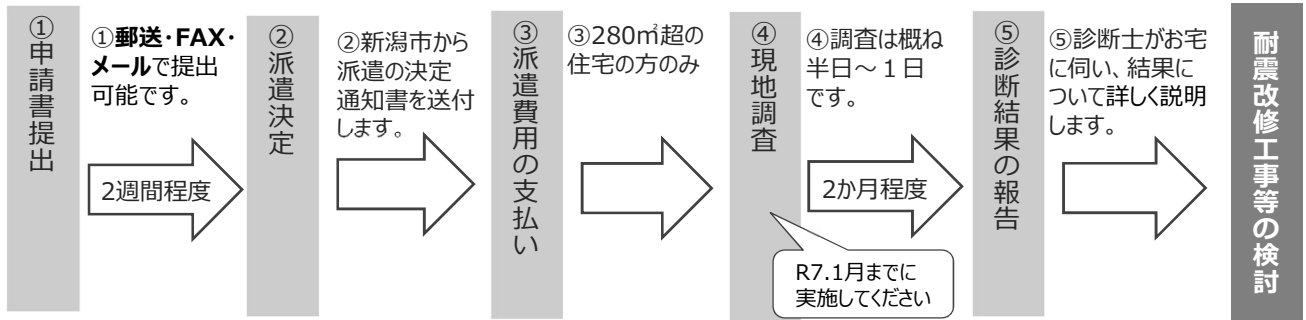 ①申請書提出
①郵送・FAX・
メールで提出
可能です。
2週間程度
②派遣決定
②新潟市から
派遣の決定
通知書を送付
します。
③派遣費用の支払い
③280㎡超の
住宅の方のみ
④現地調査
④調査は概ね
半日～１日
です。
2か月程度
R7.1月までに
実施してください
⑤診断結果の報告
⑤診断士がお宅
に伺い、結果に
ついて詳しく説明
します。
耐震改修工事等の検討